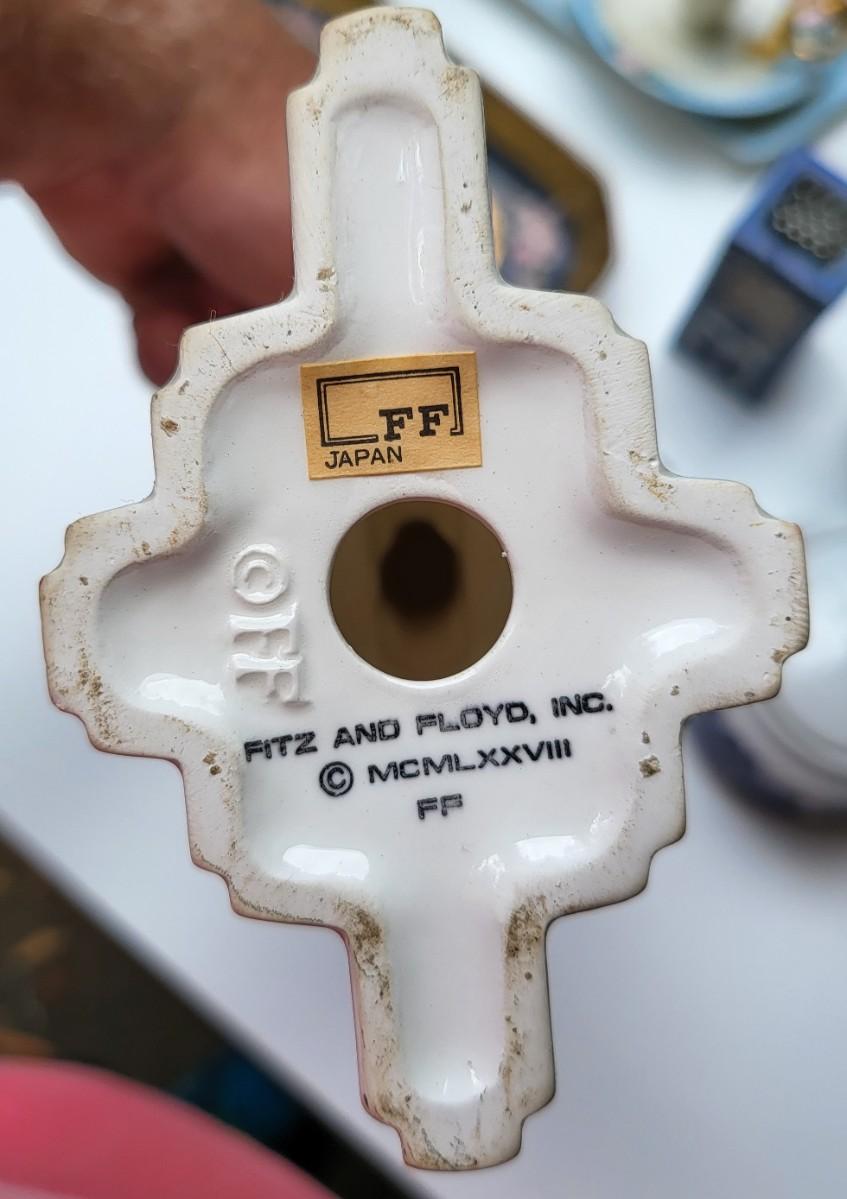 FF
JAPAN
© FF
FITZ AND FLOYD, INC.
© MCMLXXVIII
FF